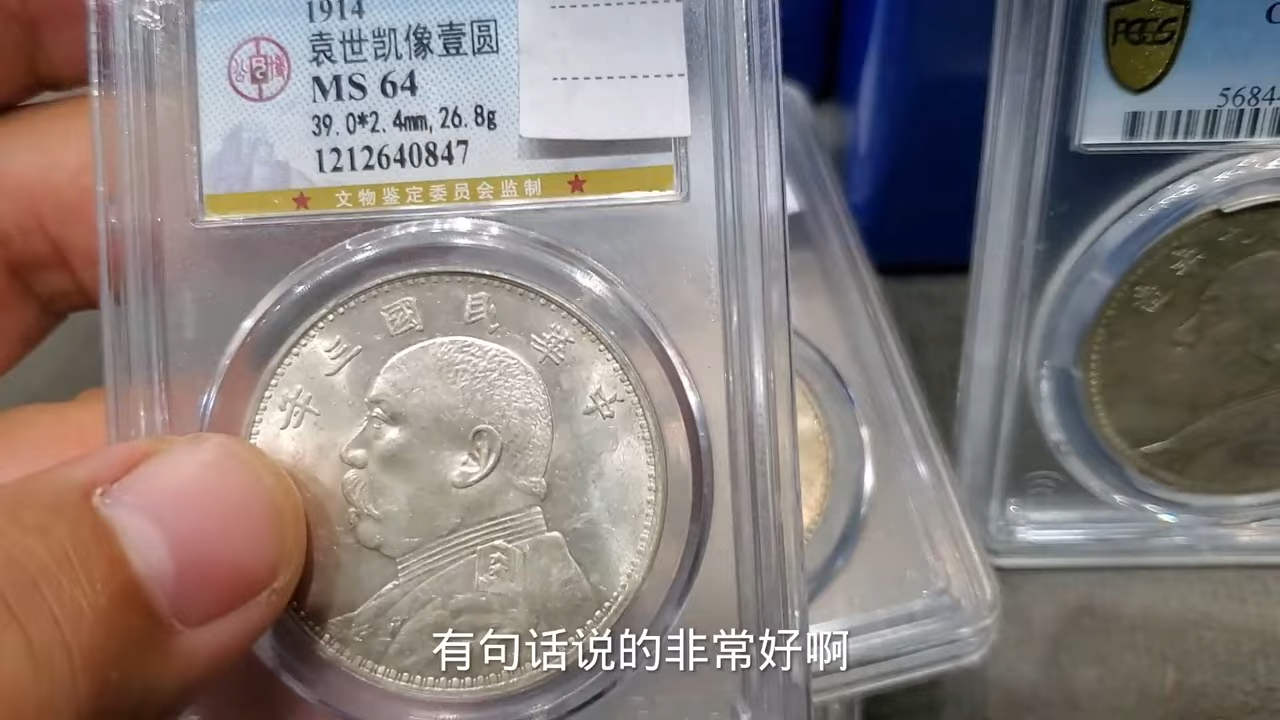 1914
袁世凯像壹圆
MS 64
39.0*2.4mm,26.8g
1212640847
文物鉴定委员会监制
中華民國三年
PCGS
5684
有句话说的非常好啊